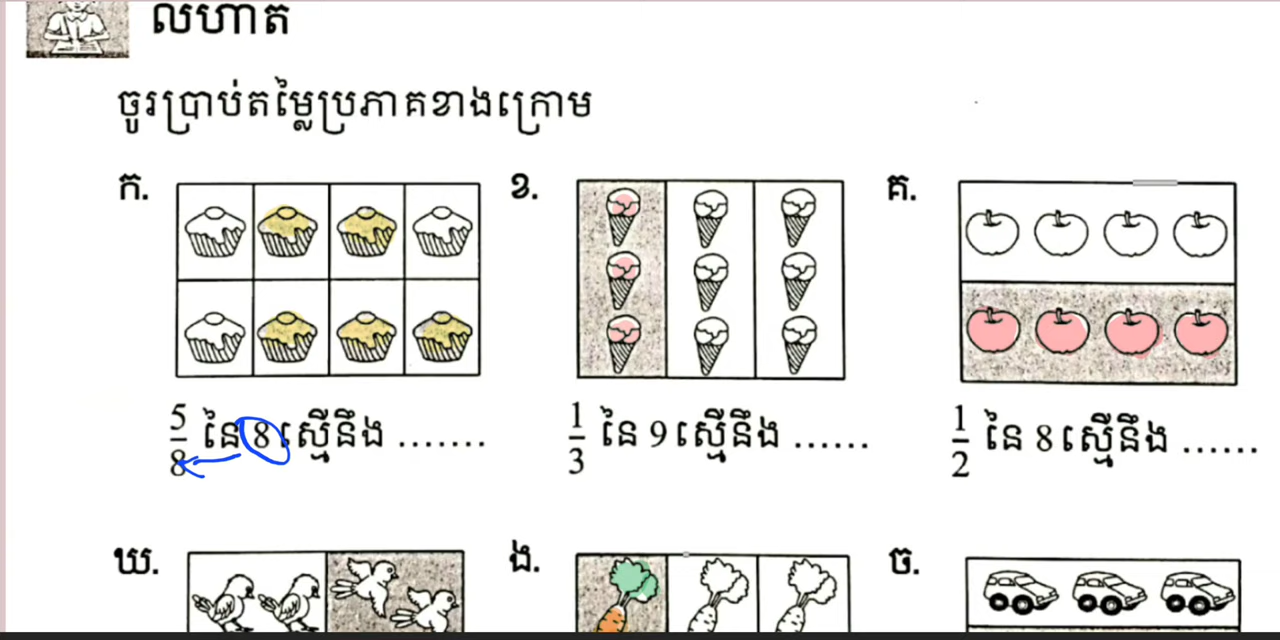 លំហាត់
ចូរប្រាប់តម្លៃប្រភាគខាងក្រោម
ក. ខ. គ.
5/8 នៃ 8 ស្មើនឹង ....... 1/3 នៃ 9 ស្មើនឹង ...... 1/2 នៃ 8 ស្មើនឹង ......
ឃ. ង. ច.